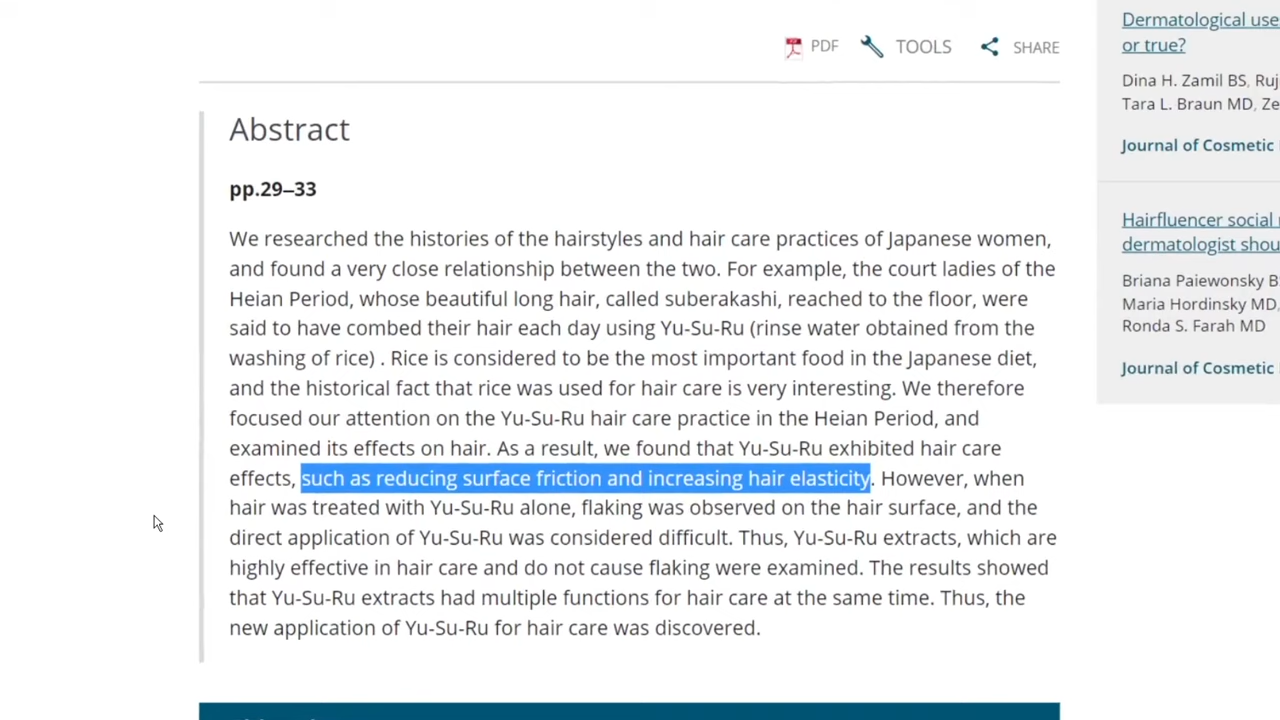 PDF TOOLS SHARE
Abstract
pp.29–33
We researched the histories of the hairstyles and hair care practices of Japanese women,
and found a very close relationship between the two. For example, the court ladies of the
Heian Period, whose beautiful long hair, called suberakashi, reached to the floor, were
said to have combed their hair each day using Yu-Su-Ru (rinse water obtained from the
washing of rice) . Rice is considered to be the most important food in the Japanese diet,
and the historical fact that rice was used for hair care is very interesting. We therefore
focused our attention on the Yu-Su-Ru hair care practice in the Heian Period, and
examined its effects on hair. As a result, we found that Yu-Su-Ru exhibited hair care
effects, such as reducing surface friction and increasing hair elasticity. However, when
hair was treated with Yu-Su-Ru alone, flaking was observed on the hair surface, and the
direct application of Yu-Su-Ru was considered difficult. Thus, Yu-Su-Ru extracts, which are
highly effective in hair care and do not cause flaking were examined. The results showed
that Yu-Su-Ru extracts had multiple functions for hair care at the same time. Thus, the
new application of Yu-Su-Ru for hair care was discovered.
Dermatological use
or true?
Dina H. Zamil BS, Ruj
Tara L. Braun MD, Ze
Journal of Cosmetic
Hairfluencer social
dermatologist shou
Briana Paiewonsky B
Maria Hordinsky MD,
Ronda S. Farah MD
Journal of Cosmetic